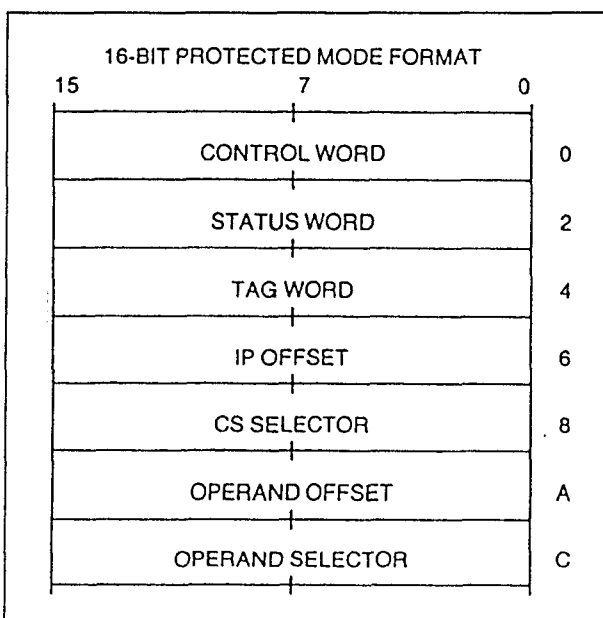 16-BIT PROTECTED MODE FORMAT
15 7 0
CONTROL WORD 0
STATUS WORD 2
TAG WORD 4
IP OFFSET 6
CS SELECTOR 8
OPERAND OFFSET A
OPERAND SELECTOR C